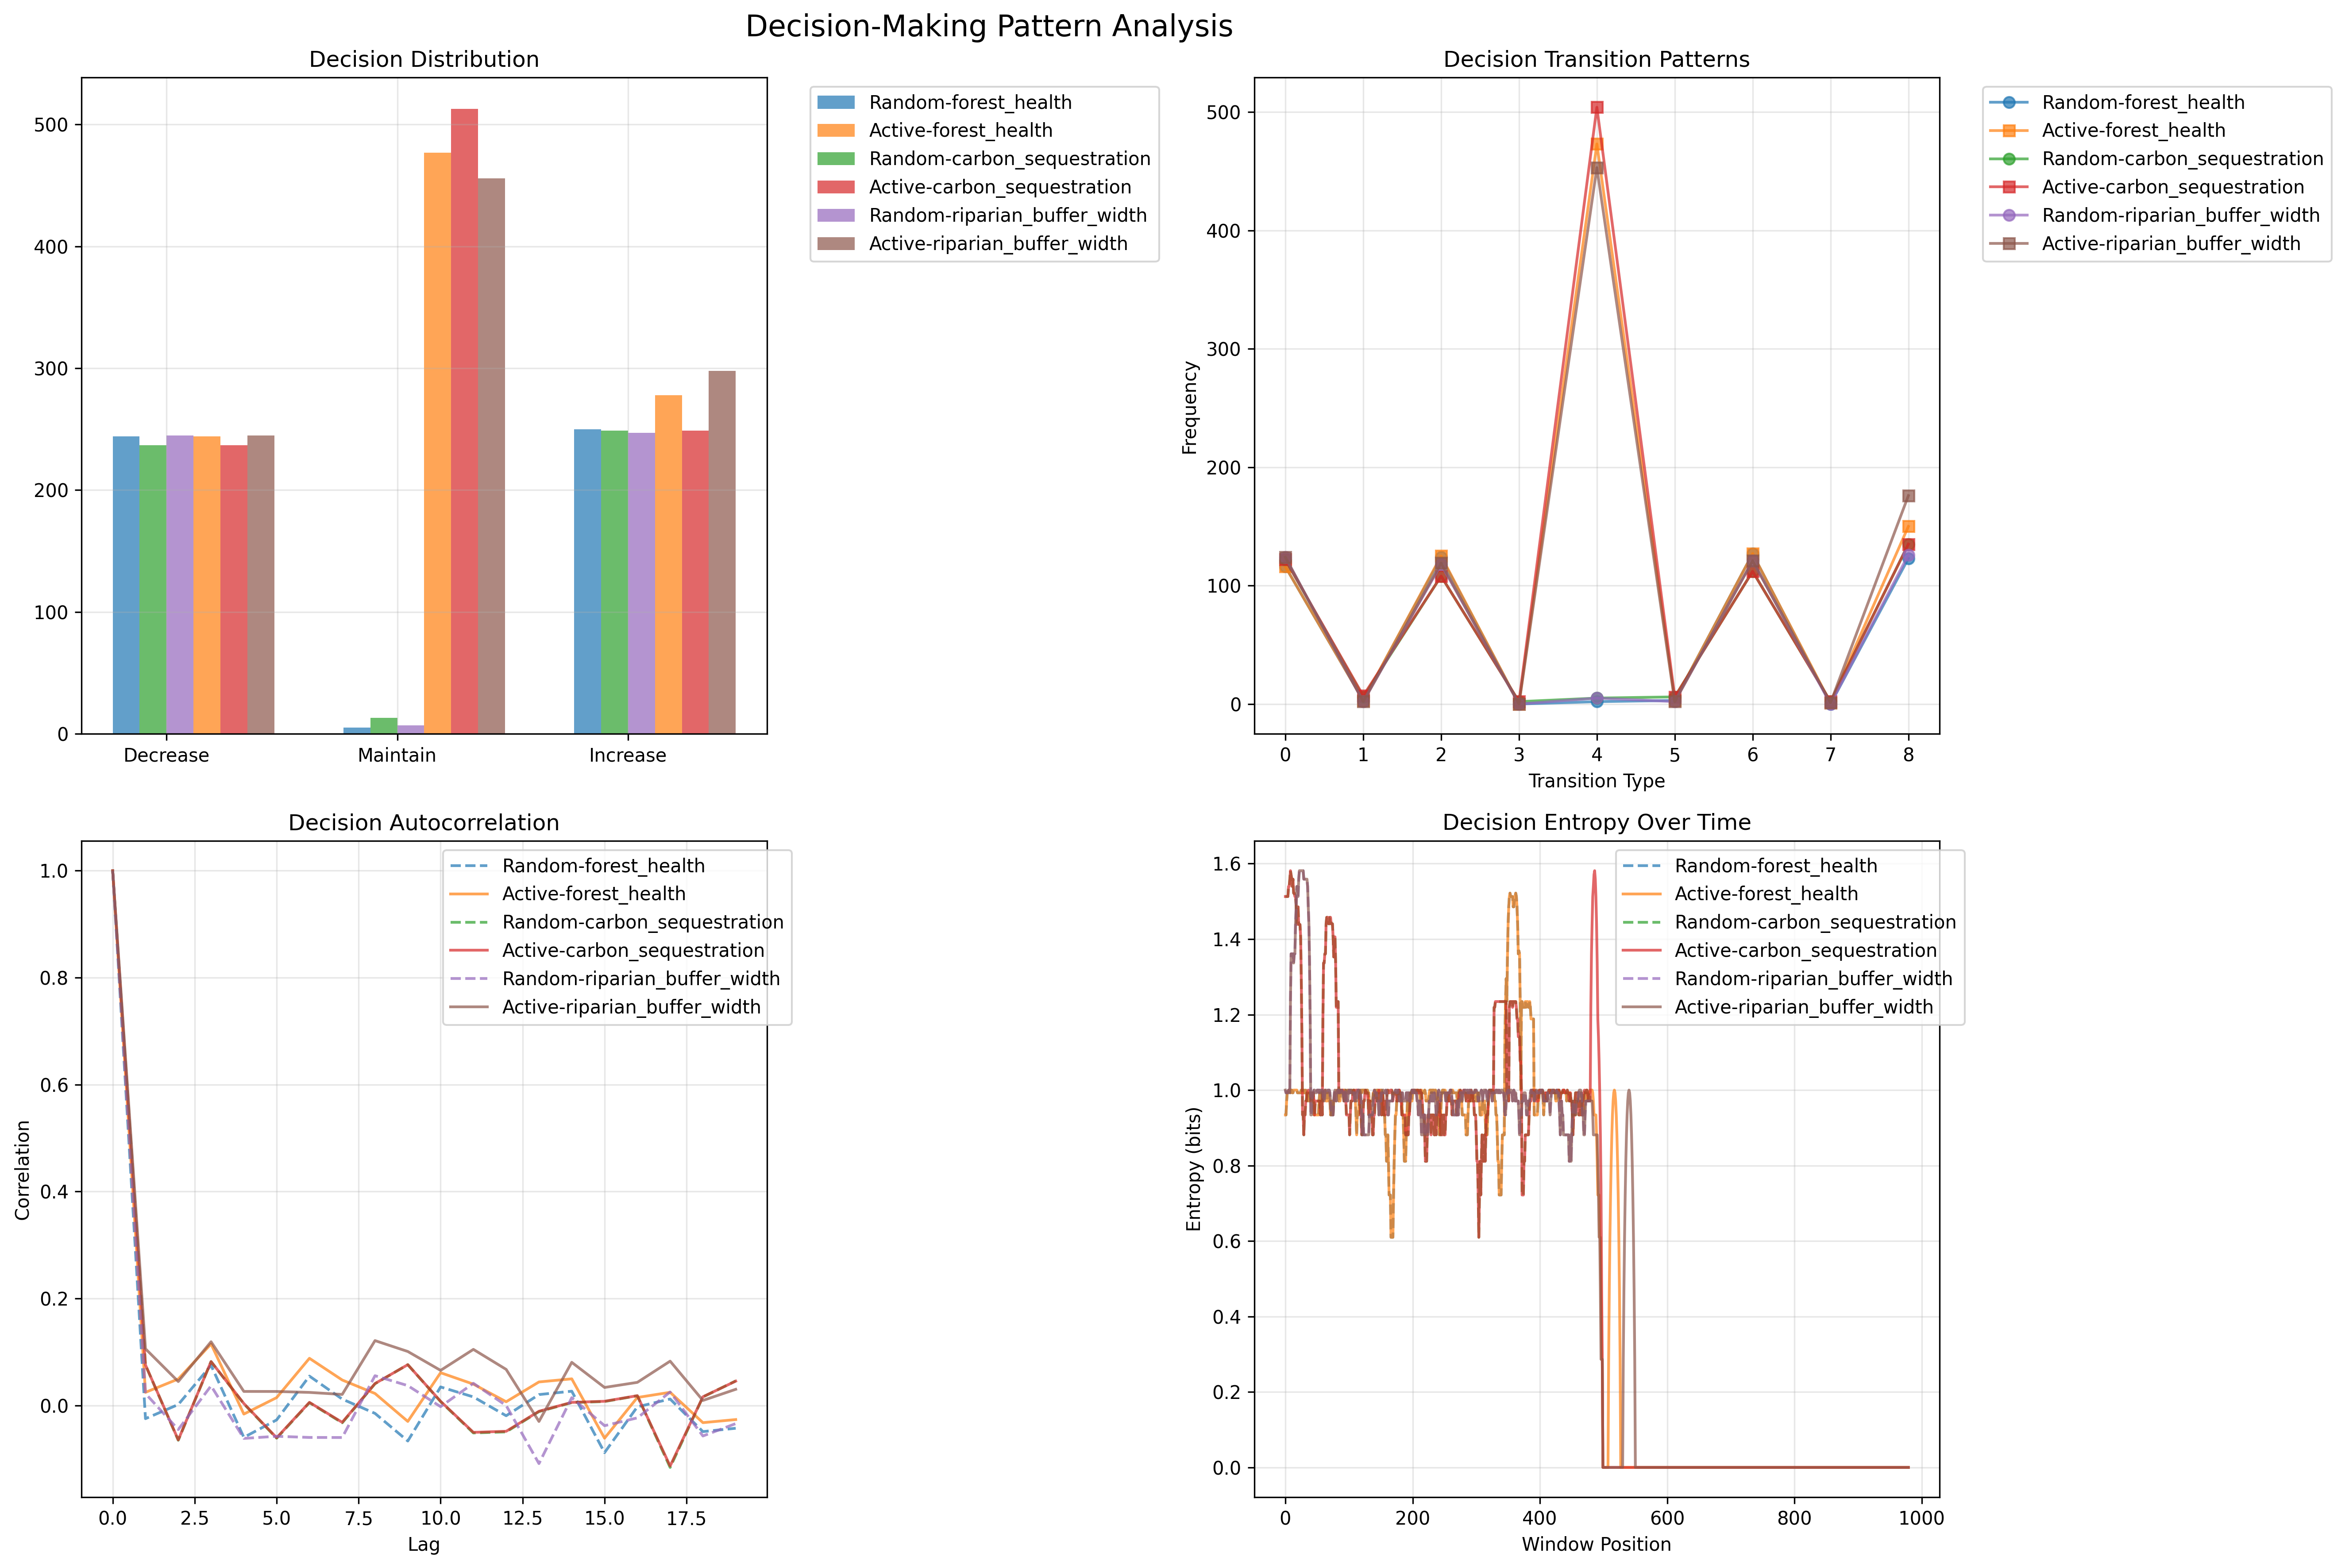 Decision-Making Pattern Analysis
Decision Distribution
500
400
300
200
100
0
Decrease
Maintain
Increase
Random-forest_health
Active-forest_health
Random-carbon_sequestration
Active-carbon_sequestration
Random-riparian_buffer_width
Active-riparian_buffer_width
Decision Transition Patterns
Frequency
500
400
300
200
100
0
0
1
2
3
4
5
6
7
8
Transition Type
Random-forest_health
Active-forest_health
Random-carbon_sequestration
Active-carbon_sequestration
Random-riparian_buffer_width
Active-riparian_buffer_width
Decision Autocorrelation
Correlation
1.0
0.8
0.6
0.4
0.2
0.0
0.0
2.5
5.0
7.5
10.0
12.5
15.0
17.5
Lag
Random-forest_health
Active-forest_health
Random-carbon_sequestration
Active-carbon_sequestration
Random-riparian_buffer_width
Active-riparian_buffer_width
Decision Entropy Over Time
Entropy (bits)
1.6
1.4
1.2
1.0
0.8
0.6
0.4
0.2
0.0
0
200
400
600
800
1000
Window Position
Random-forest_health
Active-forest_health
Random-carbon_sequestration
Active-carbon_sequestration
Random-riparian_buffer_width
Active-riparian_buffer_width